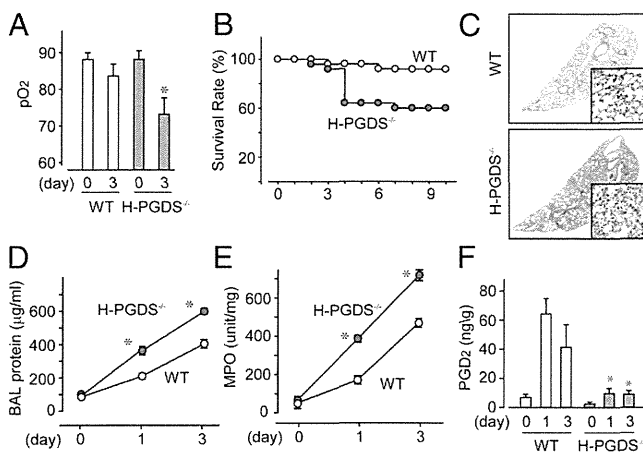 A
pO2
90
80
70
60
*
(day) 0 3 0 3
WT H-PGDS-/-
B
Survival Rate (%)
100
60
20
WT
H-PGDS-/-
0 3 6 9
C
WT
H-PGDS-/-
D
BAL protein (µg/ml)
600
400
200
0
H-PGDS-/-
*
*
WT
(day) 0 1 3
E
MPO (unit/mg)
600
400
200
0
H-PGDS-/-
*
*
WT
(day) 0 1 3
F
PGD2 (ng\g)
80
60
40
20
0
* *
0 1 3 0 1 3
WT H-PGDS-/-